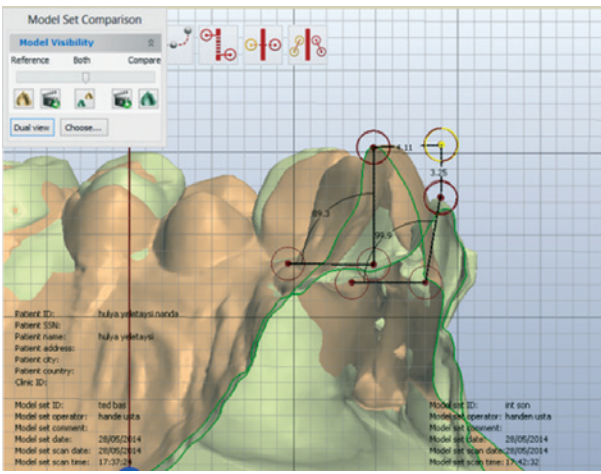 Model Set Comparison
Model Visibility
Reference Both Compare
Dual view Choose...
4.11
3.25
89.3
99.9
Patient ID: hulya yeletaysi nanda
Patient SSN:
Patient name: hulya yeletaysi
Patient address:
Patient city:
Patient country:
Clinic ID:
Model set ID: ted bas
Model set operator: hande usta
Model set comment:
Model set date: 28/05/2014
Model set scan date: 28/05/2014
Model set scan time: 17:37:24
Model set ID: int son
Model set operator: handen usta
Model set comment:
Model set date: 28/05/2014
Model set scan date: 28/05/2014
Model set scan time: 17:42:32